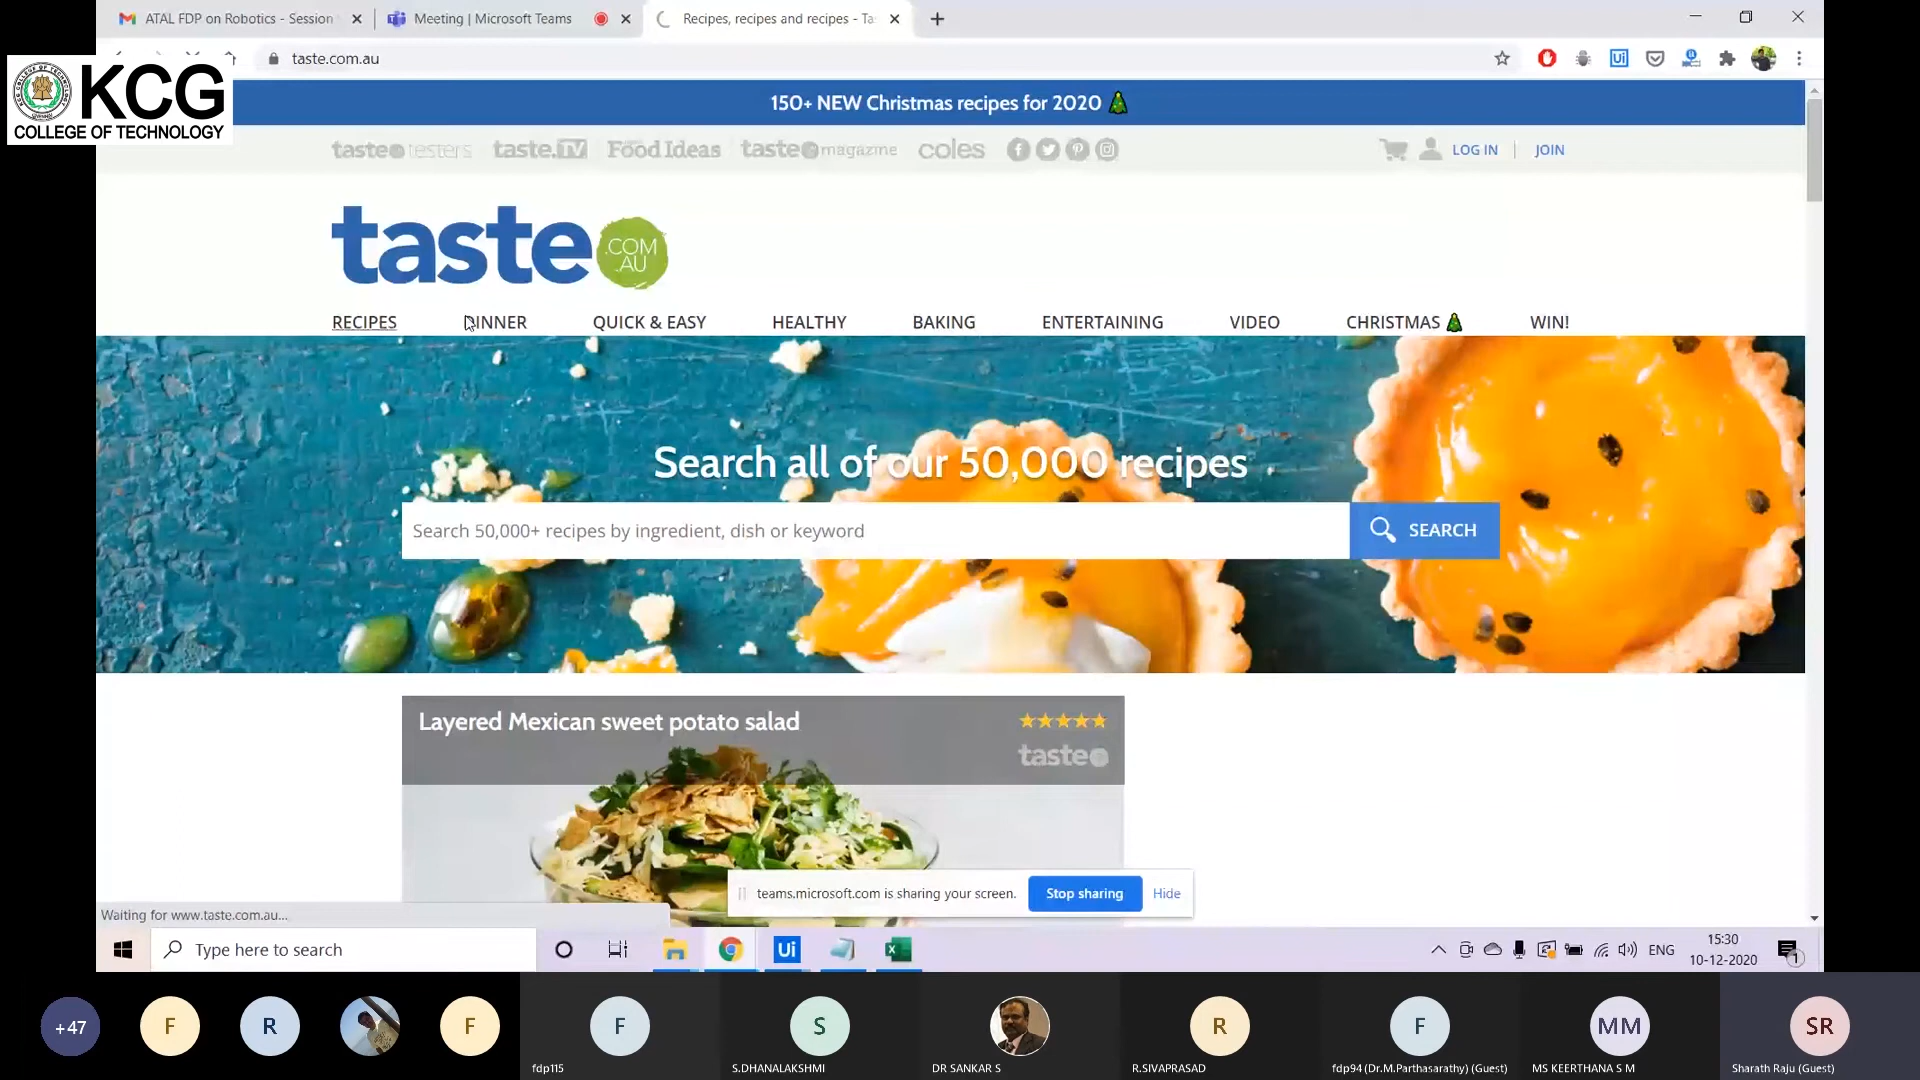 ATAL FDP on Robotics - Session
Meeting | Microsoft Teams
Recipes, recipes and recipes - Ta
taste.com.au
Ui
KCG
COLLEGE OF TECHNOLOGY
150+ NEW Christmas recipes for 2020
taste testers
taste.TV
Food Ideas
taste magazine
coles
LOG IN
JOIN
taste
.COM
.AU
RECIPES
DINNER
QUICK & EASY
HEALTHY
BAKING
ENTERTAINING
VIDEO
CHRISTMAS
WIN!
Search all of our 50,000 recipes
Search 50,000+ recipes by ingredient, dish or keyword
SEARCH
Layered Mexican sweet potato salad
taste
teams.microsoft.com is sharing your screen.
Stop sharing
Hide
Waiting for www.taste.com.au...
Type here to search
Ui
ENG
15:30
10-12-2020
1
+47
F
R
F
F
S
R
F
MM
SR
fdp115
S.DHANALAKSHMI
DR SANKAR S
R.SIVAPRASAD
fdp94 (Dr.M.Parthasarathy) (Guest)
MS KEERTHANA S M
Sharath Raju (Guest)